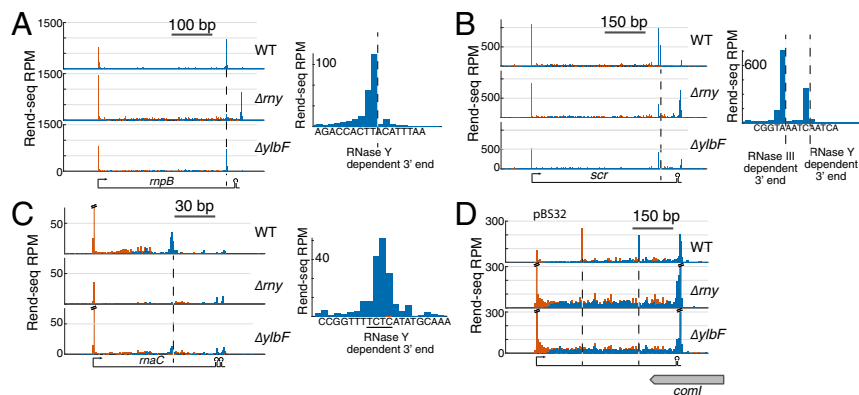 A
100 bp
Rend-seq RPM
1500
WT
1500
Δrny
1500
ΔylbF
0
rnpB
100
AGACCACTTACATTTAA
RNase Y
dependent 3' end
B
150 bp
Rend-seq RPM
500
WT
500
Δrny
500
ΔylbF
0
scr
600
CGGTAAATCAATCA
RNase III
dependent
3' end
RNase Y
dependent
3' end
C
30 bp
Rend-seq RPM
50
WT
50
Δrny
50
ΔylbF
0
rnaC
40
CCGGTTTTCTCATATGCAAA
RNase Y
dependent 3' end
D
pBS32
150 bp
Rend-seq RPM
300
WT
300
Δrny
300
ΔylbF
0
comI